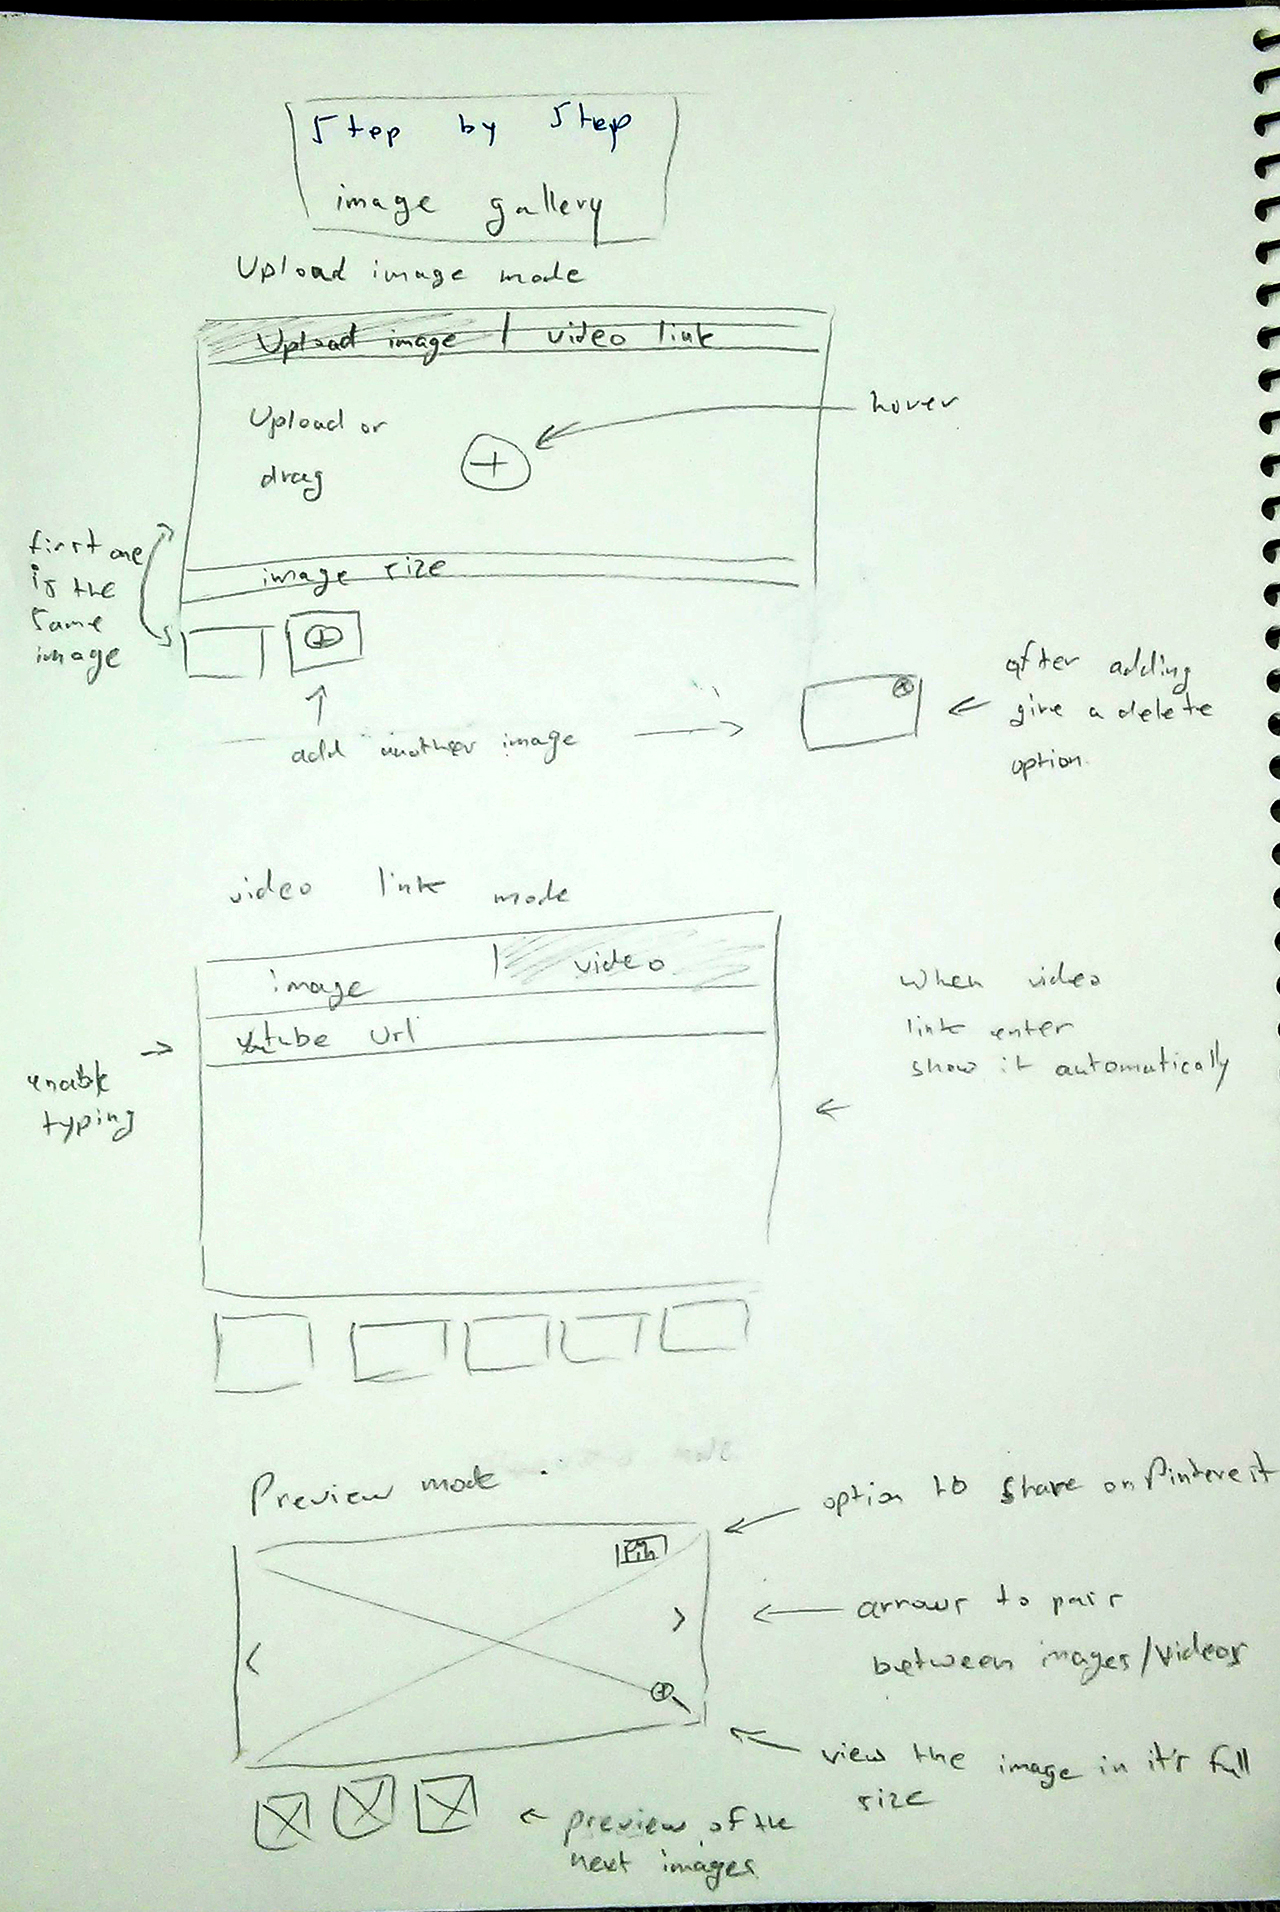 Step by Step
image gallery
Upload image mode
Upload image | video link
hover
Upload or
drag
first one
is the
same
image
image size
after adding
give a delete
option
add another image
video link mode
image | video
when video
link enter
show it automatically
youtube url
enable
typing
Preview mode
option to share on Pinterest
Pin
arrows to pass
between images/videos
view the image in it's full
size
preview of the
next images